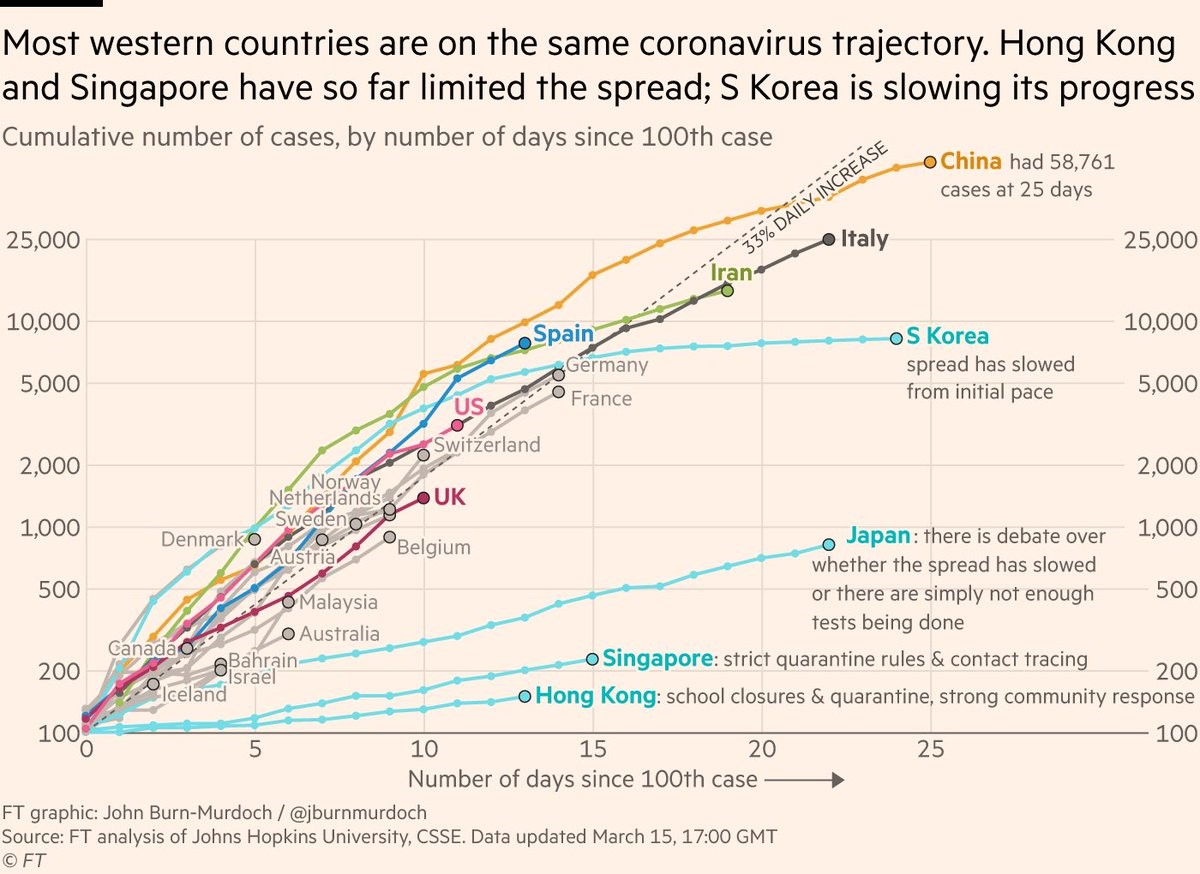 Most western countries are on the same coronavirus trajectory. Hong Kong
and Singapore have so far limited the spread; S Korea is slowing its progress
Cumulative number of cases, by number of days since 100th case
33% DAILY INCREASE
China had 58,761
cases at 25 days
25,000
Italy
25,000
Iran
10,000
Spain
S Korea
10,000
spread has slowed
from initial pace
5,000
Germany
5,000
France
US
Switzerland
2,000
2,000
Norway
Netherlands
UK
Sweden
1,000
Denmark
Austria
Belgium
Japan: there is debate over
1,000
whether the spread has slowed
or there are simply not enough
tests being done
500
500
Malaysia
Australia
Canada
Bahrain
Israel
Singapore: strict quarantine rules & contact tracing
200
200
Iceland
Hong Kong: school closures & quarantine, strong community response
100
100
0
5
10
15
20
25
Number of days since 100th case
FT graphic: John Burn-Murdoch / @jburnmurdoch
Source: FT analysis of Johns Hopkins University, CSSE. Data updated March 15, 17:00 GMT
© FT